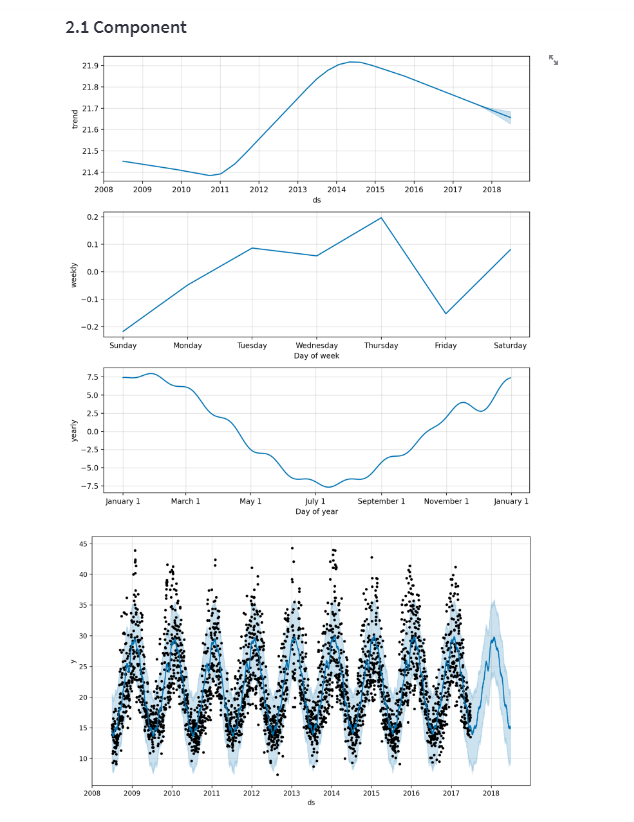 2.1 Component
21.9
21.8
21.7
21.6
21.5
21.4
trend
2008 2009 2010 2011 2012 2013 2014 2015 2016 2017 2018
ds
0.2
0.1
0.0
−0.1
−0.2
weekly
Sunday Monday Tuesday Wednesday Thursday Friday Saturday
Day of week
7.5
5.0
2.5
0.0
−2.5
−5.0
−7.5
yearly
January 1 March 1 May 1 July 1 September 1 November 1 January 1
Day of year
45
40
35
30
25
20
15
10
y
2008 2009 2010 2011 2012 2013 2014 2015 2016 2017 2018
ds